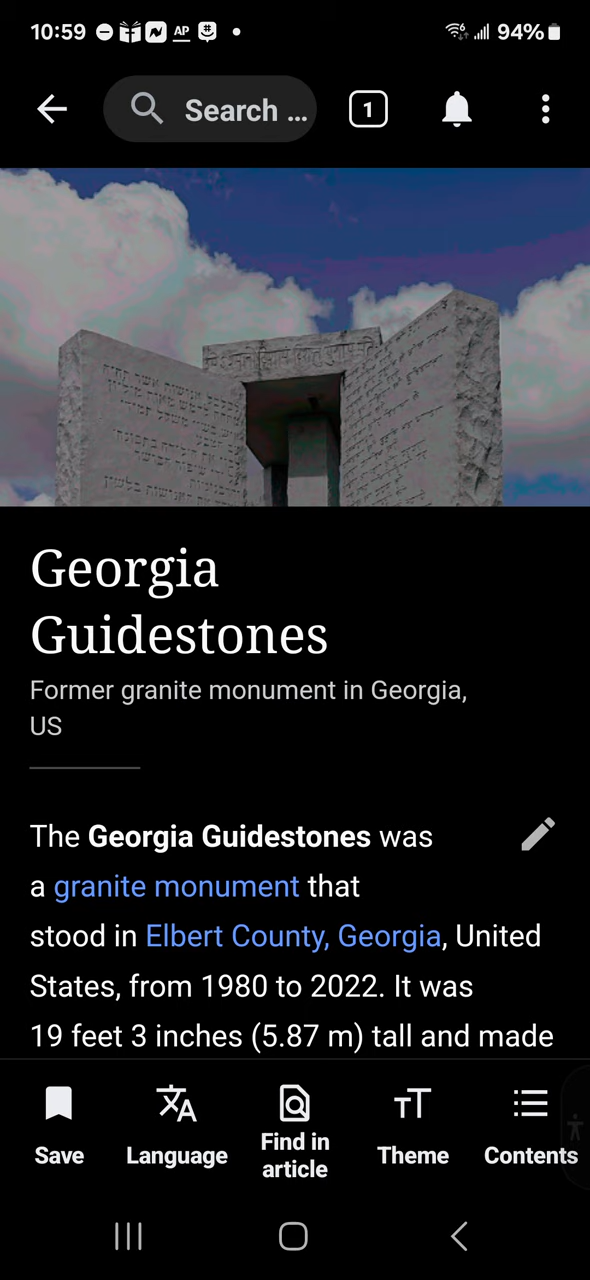 10:59
AP
6
94%
Search ...
1
Georgia
Guidestones
Former granite monument in Georgia,
US
The Georgia Guidestones was
a granite monument that
stood in Elbert County, Georgia, United
States, from 1980 to 2022. It was
19 feet 3 inches (5.87 m) tall and made
Save
Language
Find in
article
Theme
Contents